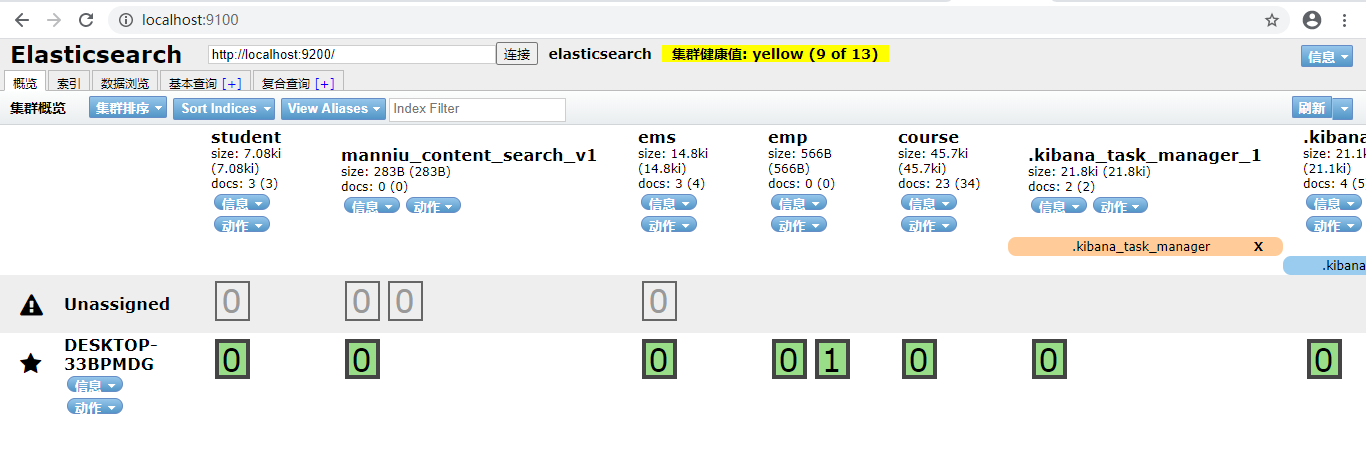 localhost:9100
Elasticsearch http://localhost:9200/ 连接 elasticsearch 集群健康值: yellow (9 of 13) 信息
概览 索引 数据浏览 基本查询 [+] 复合查询 [+]
集群概览 集群排序 Sort Indices View Aliases Index Filter 刷新
student
size: 7.08ki
(7.08ki)
docs: 3 (3)
信息
动作
manniu_content_search_v1
size: 283B (283B)
docs: 0 (0)
信息 动作
ems
size: 14.8ki
(14.8ki)
docs: 3 (4)
信息
动作
emp
size: 566B
(566B)
docs: 0 (0)
信息
动作
course
size: 45.7ki
(45.7ki)
docs: 23 (34)
信息
动作
.kibana_task_manager_1
size: 21.8ki (21.8ki)
docs: 2 (2)
信息 动作
.kibana
size: 21.1k
(21.1ki)
docs: 4 (5
信息
动作
.kibana_task_manager X
.kibana
Unassigned 0 0 0 0
DESKTOP-
33BPMDG
信息
动作
0 0 0 0 1 0 0 0